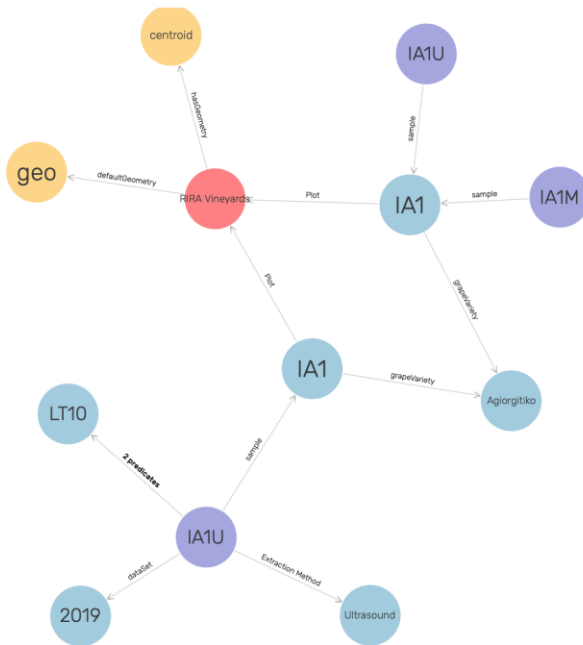 centroid
IA1U
hasGeometry
sample
geo
defaultGeometry
RIRA Vineyards
Plot
IA1
sample
IA1M
Plot
grapeVariety
IA1
grapeVariety
Agiorgitiko
LT10
2 predicates
sample
IA1U
dataSet
Extraction Method
2019
Ultrasound